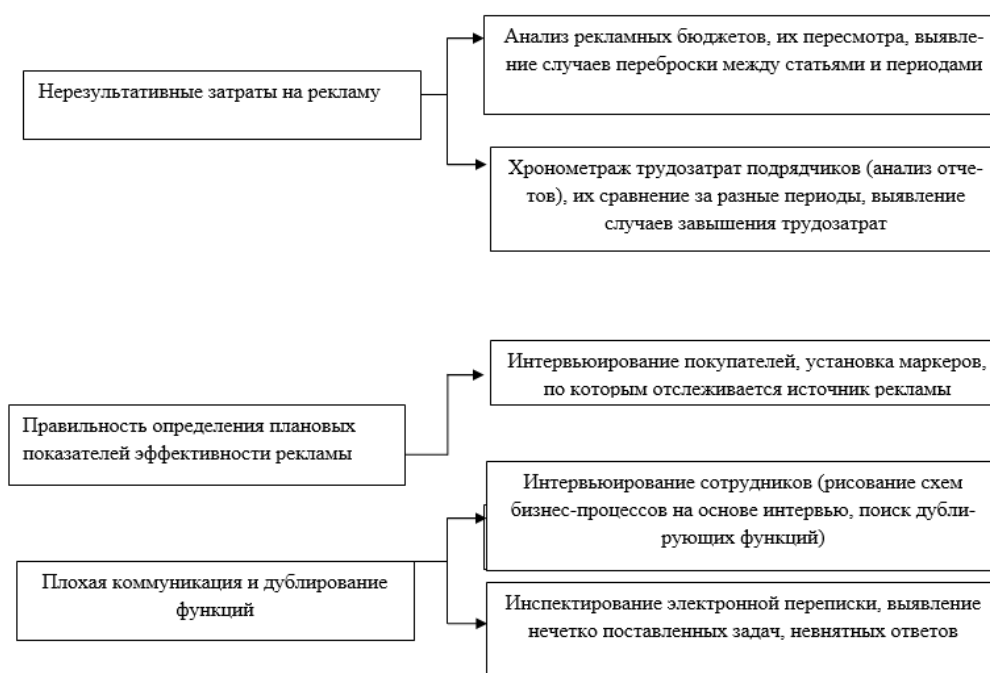 Анализ рекламных бюджетов, их пересмотра, выявле-
ние случаев переброски между статьями и периодами
Нерезультативные затраты на рекламу
Хронометраж трудозатрат подрядчиков (анализ отче-
тов), их сравнение за разные периоды, выявление
случаев завышения трудозатрат
Интервьюирование покупателей, установка маркеров,
по которым отслеживается источник рекламы
Правильность определения плановых
показателей эффективности рекламы
Интервьюирование сотрудников (рисование схем
бизнес-процессов на основе интервью, поиск дубли-
рующих функций)
Плохая коммуникация и дублирование
функций
Инспектирование электронной переписки, выявление
нечетко поставленных задач, невнятных ответов